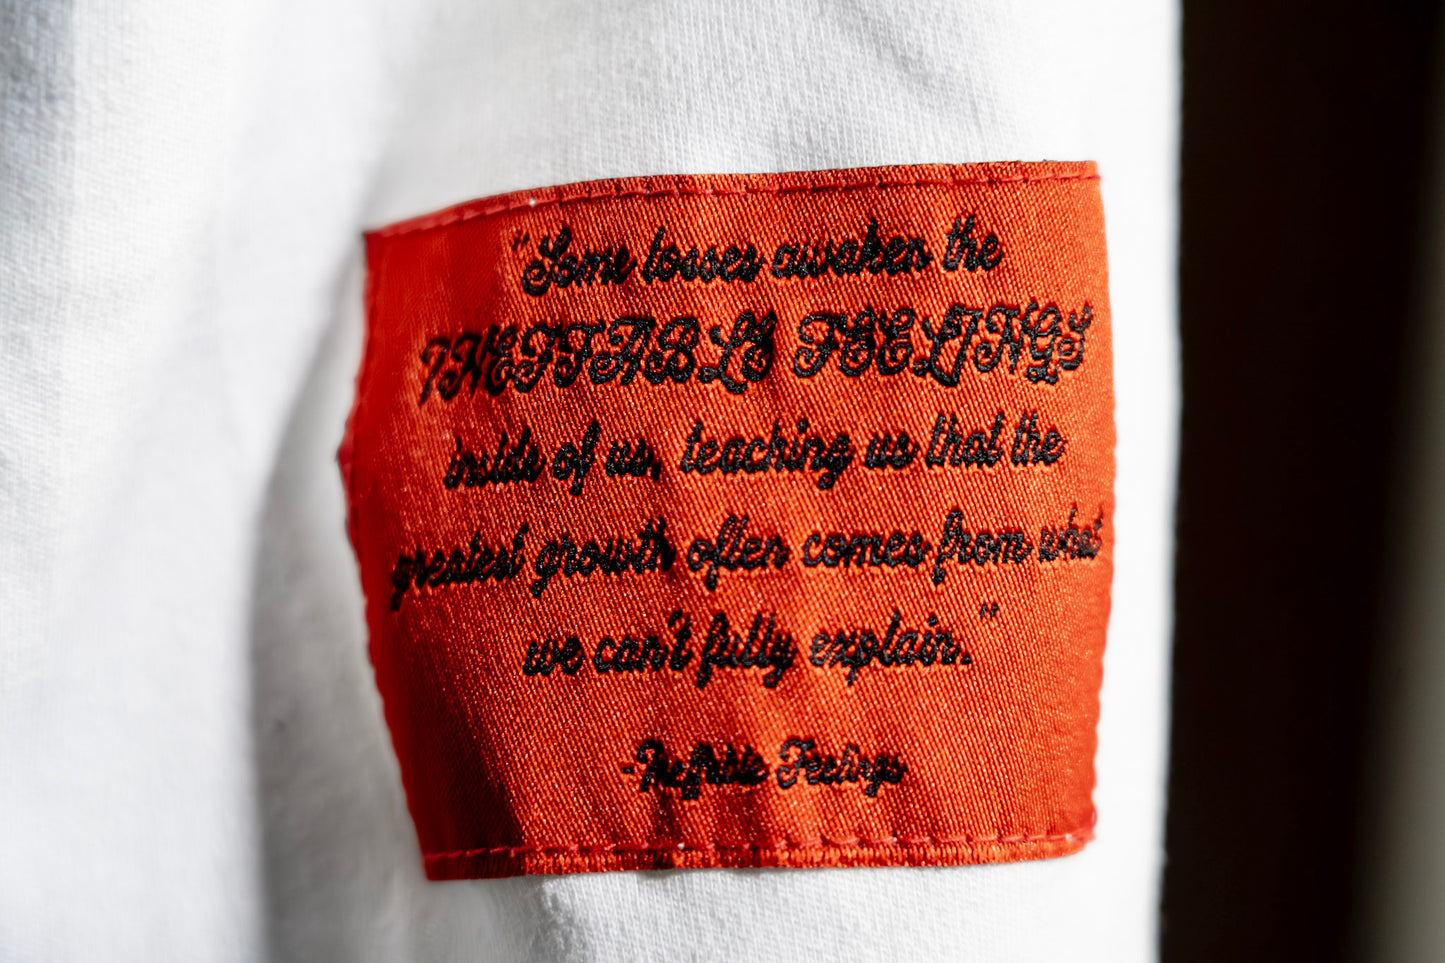 "Some losses awaken the
INEFFABLE FEELINGS
inside of us, teaching us that the
greatest growth often comes from what
we can't fully explain."
-Ineffable Feelings